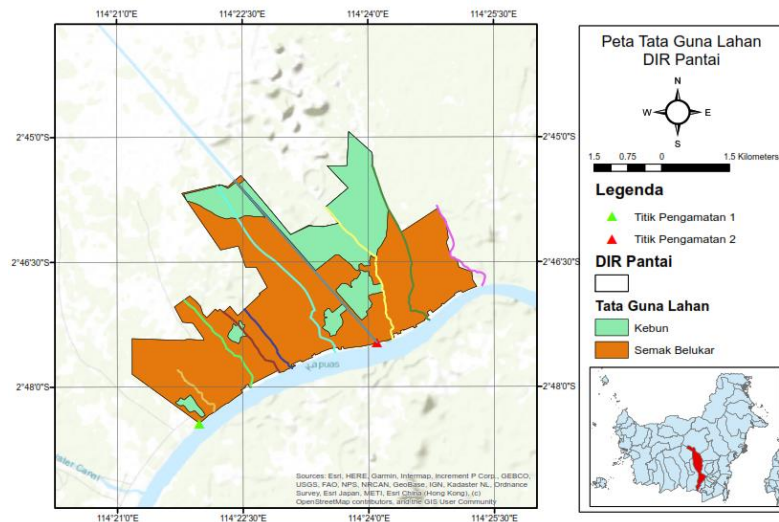 114°21'0"E 114°22'30"E 114°24'0"E 114°25'30"E
2°45'0"S 2°45'0"S
2°46'30"S 2°46'30"S
2°48'0"S 2°48'0"S
Kapuas
Sources: Esri, HERE, Garmin, Intermap, increment P Corp., GEBCO,
USGS, FAO, NPS, NRCAN, GeoBase, IGN, Kadaster NL, Ordnance
Survey, Esri Japan, METI, Esri China (Hong Kong), (c)
OpenStreetMap contributors, and the GIS User Community
114°21'0"E 114°22'30"E 114°24'0"E 114°25'30"E
Peta Tata Guna Lahan
DIR Pantai
N
W E
S
1.5 0.75 0 1.5 Kilometers
Legenda
Titik Pengamatan 1
Titik Pengamatan 2
DIR Pantai
Tata Guna Lahan
Kebun
Semak Belukar